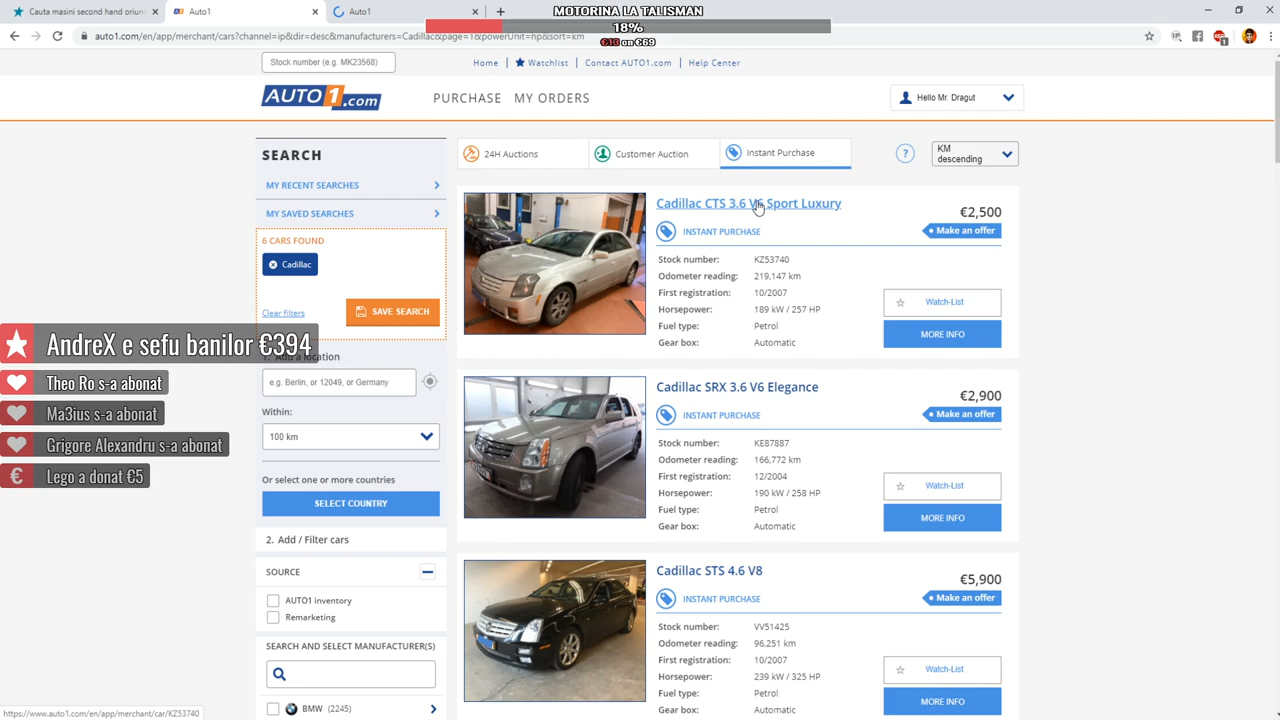 Cauta masini second hand orium
Auto1
Auto1
MOTORINA LA TALISMAN
18%
€13 on €69
auto1.com/en/app/merchant/cars?channel=ip&dir=desc&manufacturers=Cadillac&page=1&powerUnit=hp&sort=km
Stock number (e.g. MK23568)
Home
Watchlist
Contact AUTO1.com
Help Center
AUTO1.com
PURCHASE
MY ORDERS
Hello Mr. Dragut
SEARCH
24H Auctions
Customer Auction
Instant Purchase
?
KM
descending
MY RECENT SEARCHES
MY SAVED SEARCHES
6 CARS FOUND
Cadillac
Clear filters
SAVE SEARCH
Cadillac CTS 3.6 V6 Sport Luxury
€2,500
INSTANT PURCHASE
Make an offer
Stock number: KZ53740
Odometer reading: 219,147 km
First registration: 10/2007
Horsepower: 189 kW / 257 HP
Fuel type: Petrol
Gear box: Automatic
Watch-List
MORE INFO
AndreX e sefu banilor €394
Theo Ro s-a abonat
Ma3ius s-a abonat
Grigore Alexandru s-a abonat
Lego a donat €5
1. Add a location
e.g. Berlin, or 12049, or Germany
Within:
100 km
Or select one or more countries
SELECT COUNTRY
2. Add / Filter cars
SOURCE
AUTO1 inventory
Remarketing
SEARCH AND SELECT MANUFACTURER(S)
BMW (2245)
Cadillac SRX 3.6 V6 Elegance
€2,900
INSTANT PURCHASE
Make an offer
Stock number: KE87887
Odometer reading: 166,772 km
First registration: 12/2004
Horsepower: 190 kW / 258 HP
Fuel type: Petrol
Gear box: Automatic
Watch-List
MORE INFO
Cadillac STS 4.6 V8
€5,900
INSTANT PURCHASE
Make an offer
Stock number: VV51425
Odometer reading: 96,251 km
First registration: 10/2007
Horsepower: 239 kW / 325 HP
Fuel type: Petrol
Gear box: Automatic
Watch-List
MORE INFO
https://www.auto1.com/en/app/merchant/car/KZ53740